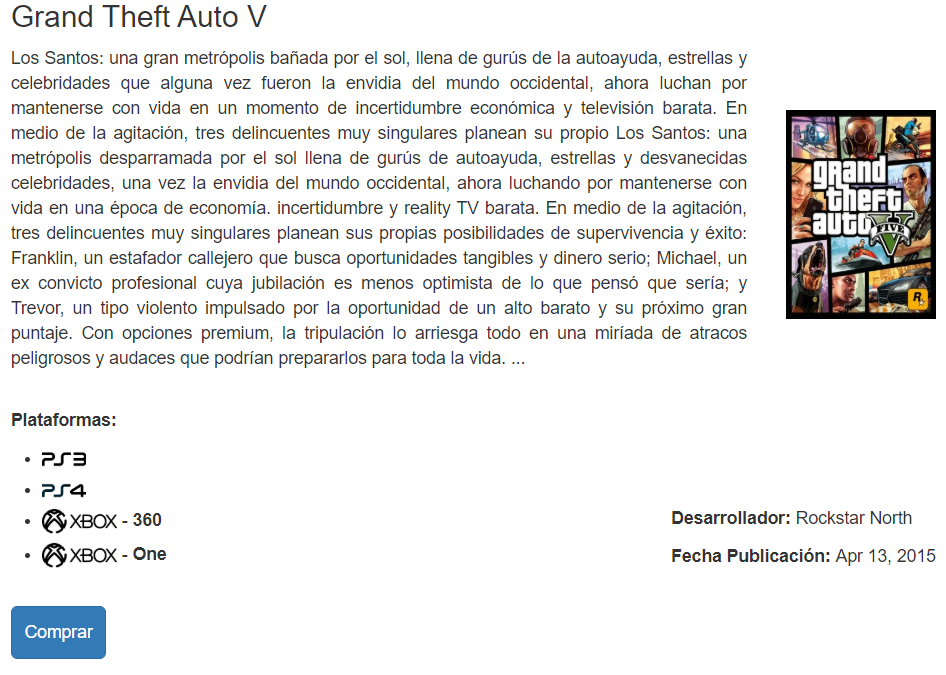 Grand Theft Auto V
Los Santos: una gran metrópolis bañada por el sol, llena de gurús de la autoayuda, estrellas y
celebridades que alguna vez fueron la envidia del mundo occidental, ahora luchan por
mantenerse con vida en un momento de incertidumbre económica y televisión barata. En
medio de la agitación, tres delincuentes muy singulares planean su propio Los Santos: una
metrópolis desparramada por el sol llena de gurús de autoayuda, estrellas y desvanecidas
celebridades, una vez la envidia del mundo occidental, ahora luchando por mantenerse con
vida en una época de economía. incertidumbre y reality TV barata. En medio de la agitación,
tres delincuentes muy singulares planean sus propias posibilidades de supervivencia y éxito:
Franklin, un estafador callejero que busca oportunidades tangibles y dinero serio; Michael, un
ex convicto profesional cuya jubilación es menos optimista de lo que pensó que sería; y
Trevor, un tipo violento impulsado por la oportunidad de un alto barato y su próximo gran
puntaje. Con opciones premium, la tripulación lo arriesga todo en una miríada de atracos
peligrosos y audaces que podrían prepararlos para toda la vida. ...
grand
theft
auto V
FIVE
R
Plataformas:
PS3
PS4
XBOX - 360
XBOX - One
Desarrollador: Rockstar North
Fecha Publicación: Apr 13, 2015
Comprar